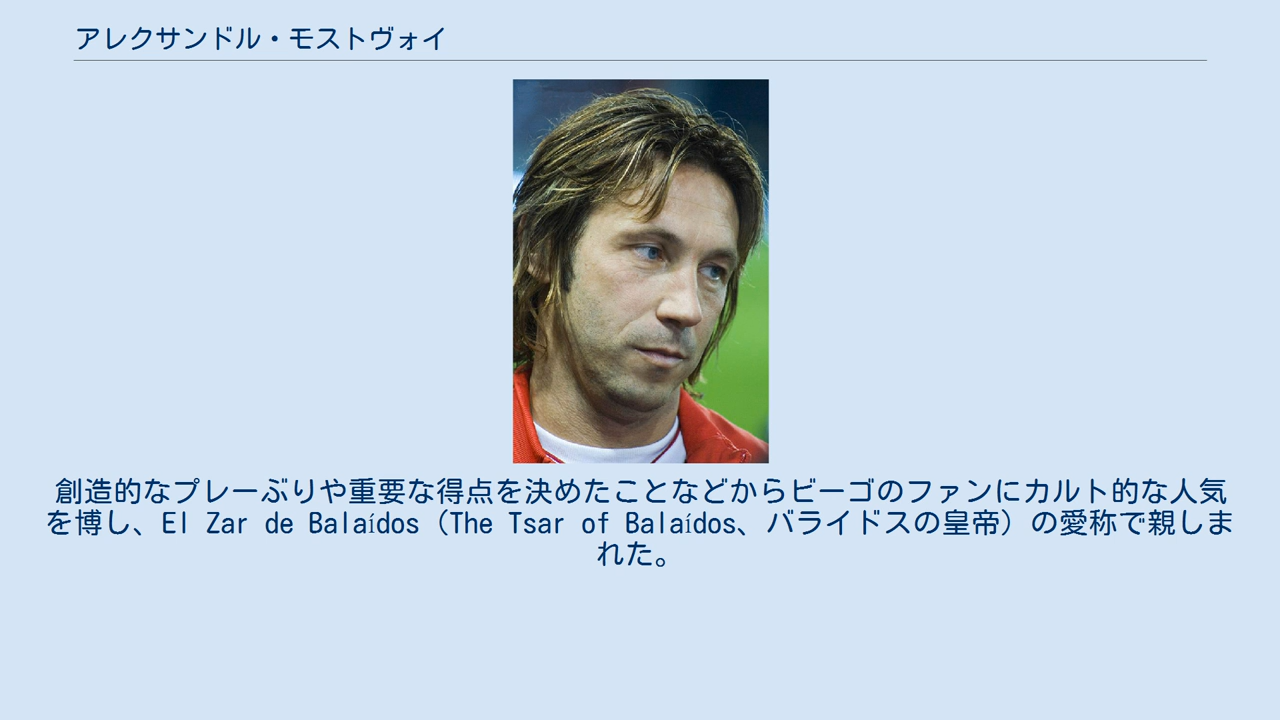 アレクサンドル・モストヴォイ
創造的なプレーぶりや重要な得点を決めたことなどからビーゴのファンにカルト的な人気
を博し、El Zar de Balaídos（The Tsar of Balaídos、バライドスの皇帝）の愛称で親しま
れた。